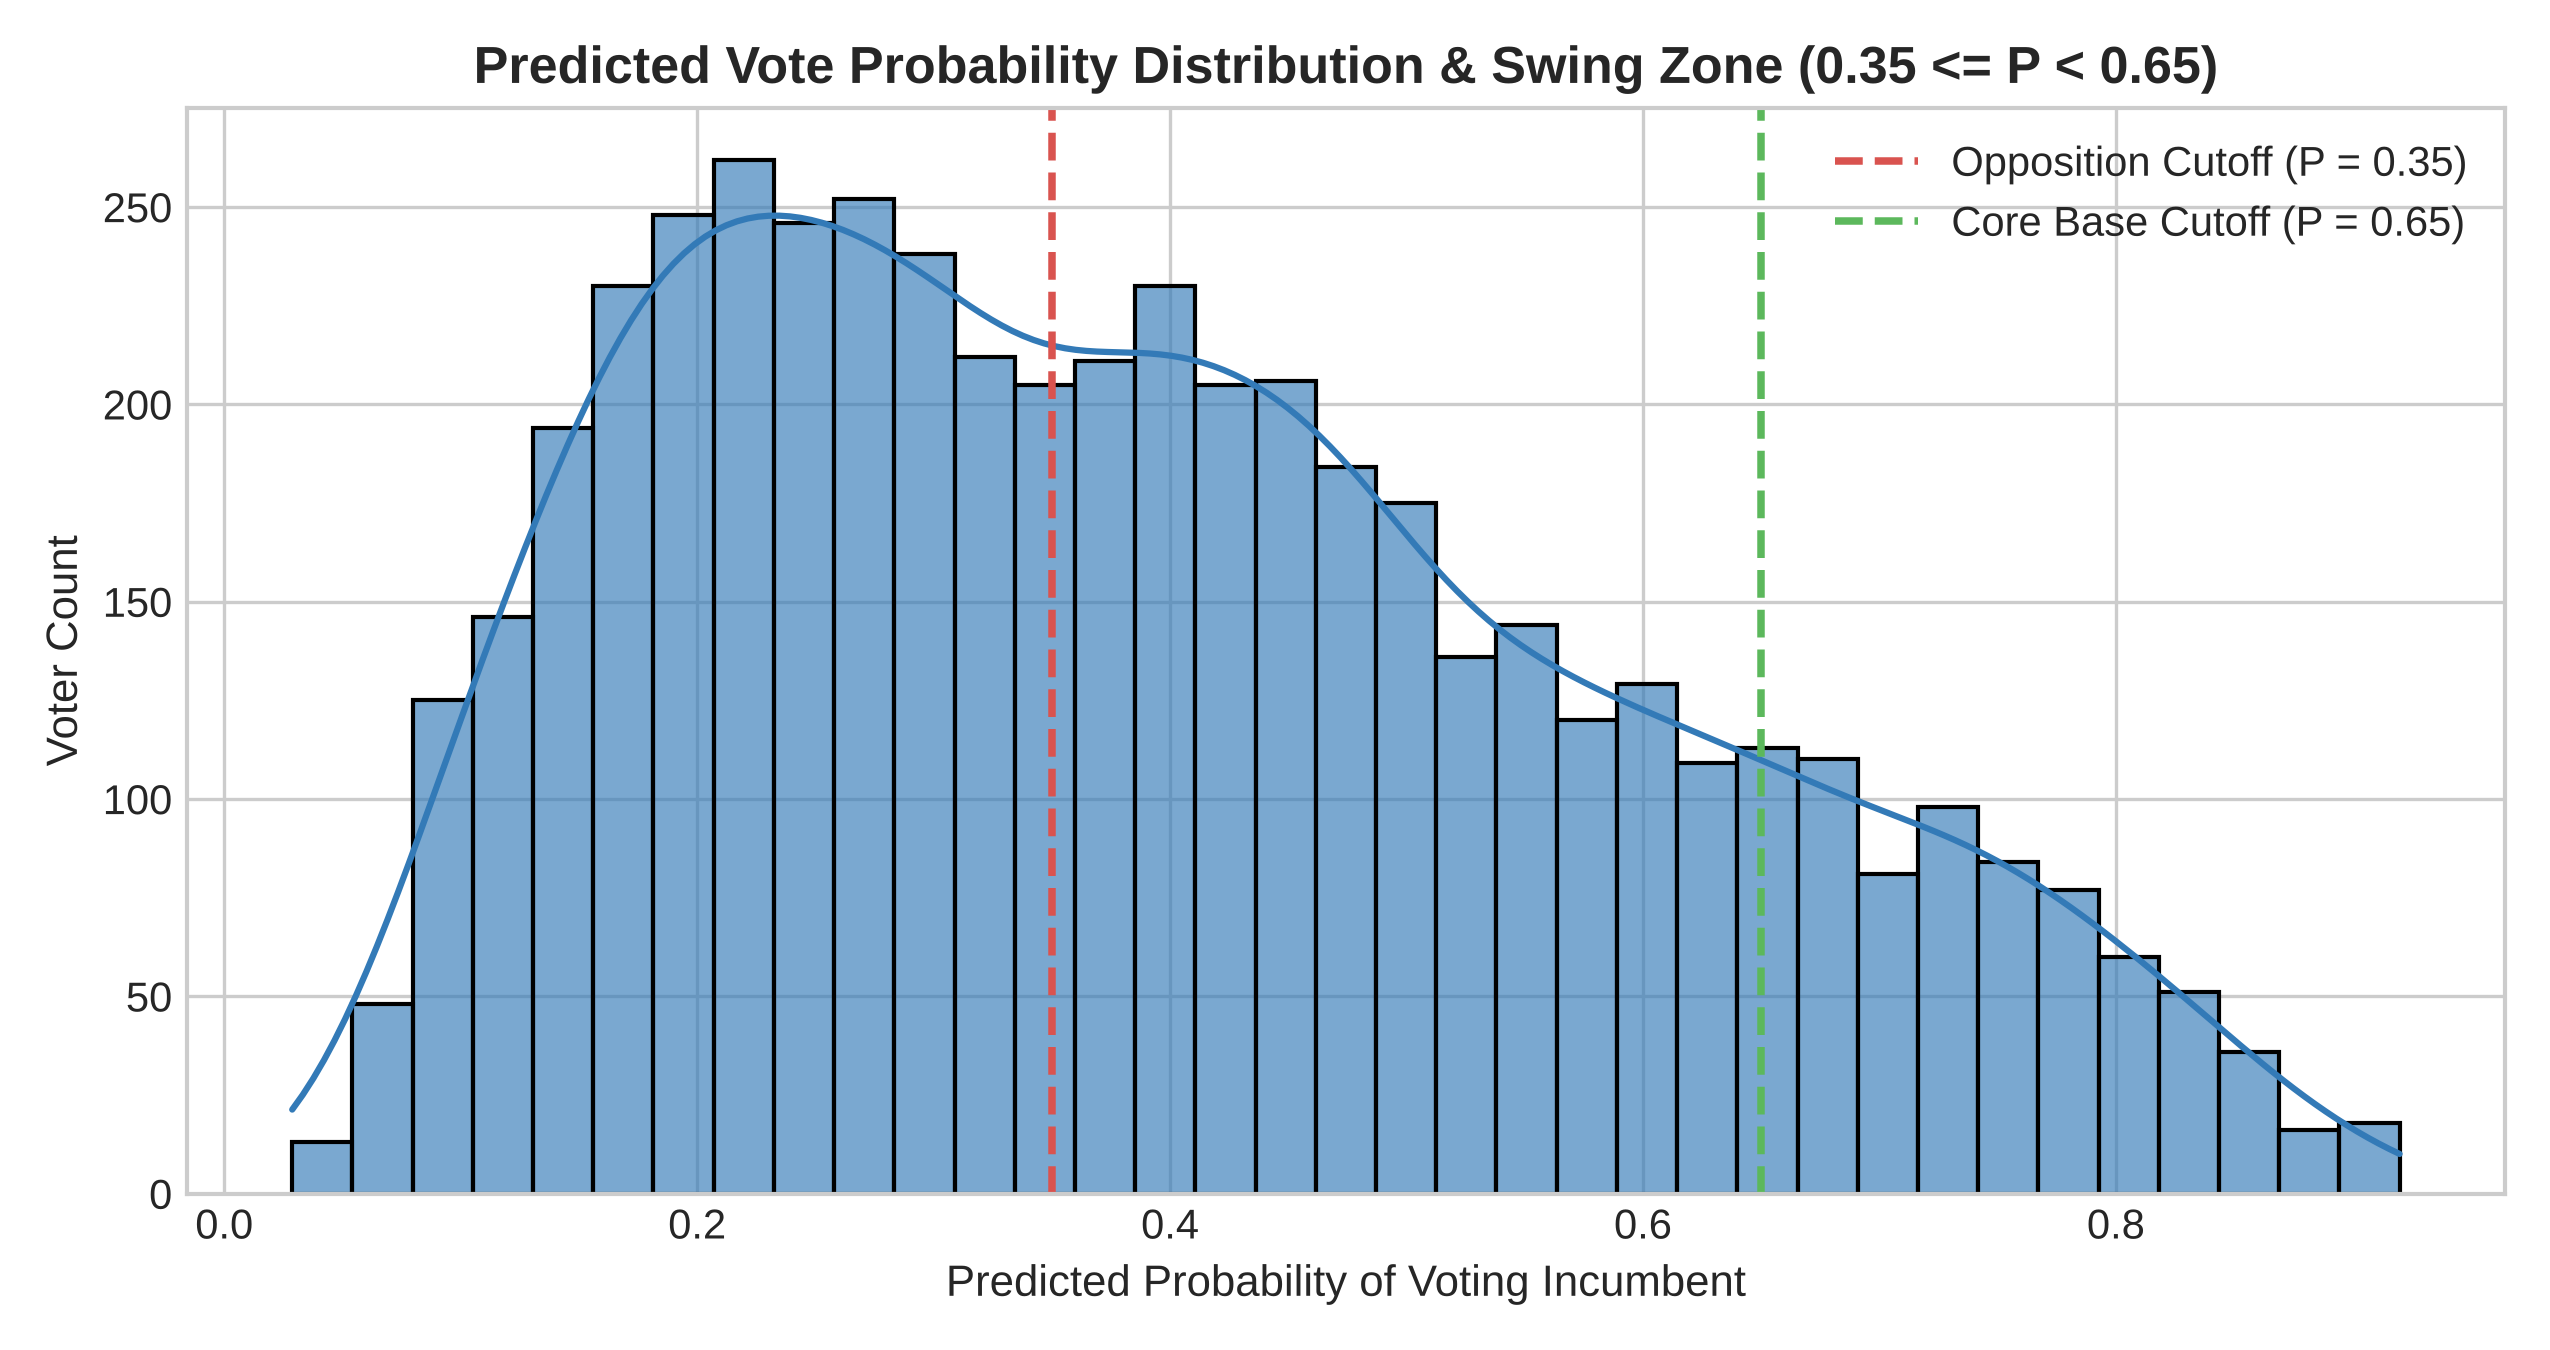 Predicted Vote Probability Distribution & Swing Zone (0.35 <= P < 0.65)
Opposition Cutoff (P = 0.35)
Core Base Cutoff (P = 0.65)
Voter Count
250
200
150
100
50
0
0.0 0.2 0.4 0.6 0.8
Predicted Probability of Voting Incumbent